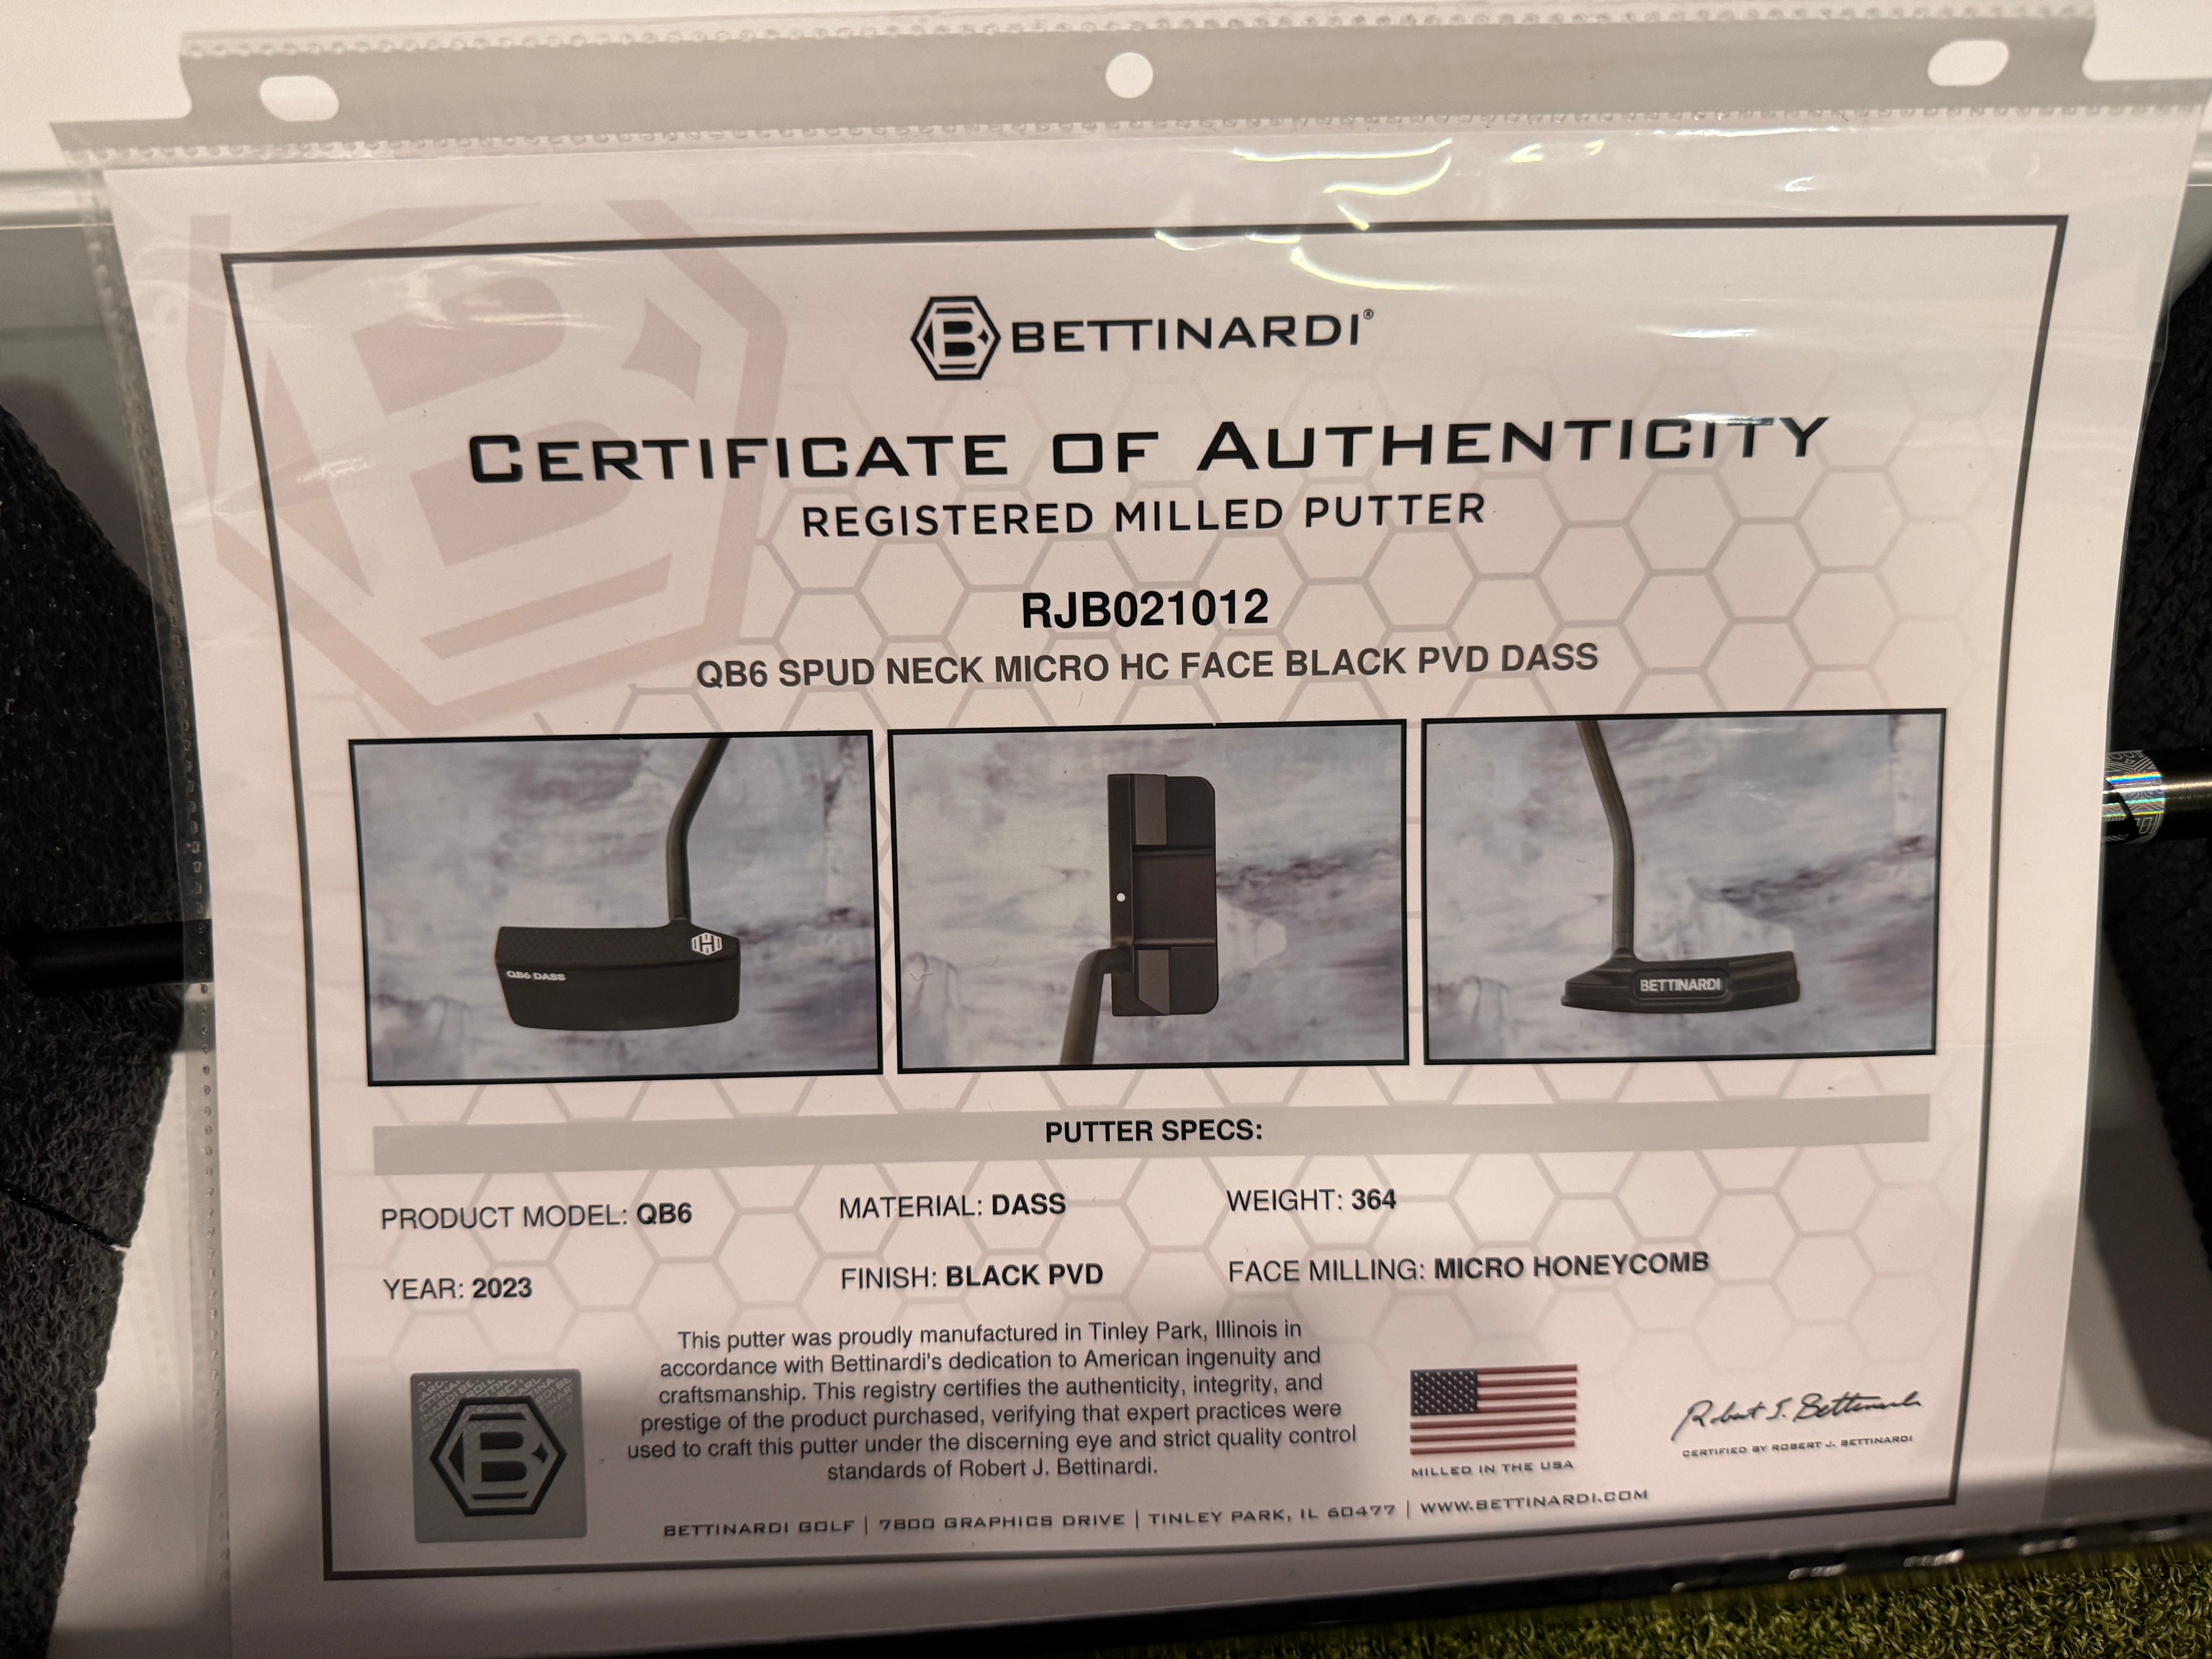 BETTINARDI®
CERTIFICATE OF AUTHENTICITY
REGISTERED MILLED PUTTER
RJB021012
QB6 SPUD NECK MICRO HC FACE BLACK PVD DASS
QB6 DASS
BETTINARDI
PUTTER SPECS:
PRODUCT MODEL: QB6 MATERIAL: DASS WEIGHT: 364
YEAR: 2023 FINISH: BLACK PVD FACE MILLING: MICRO HONEYCOMB
This putter was proudly manufactured in Tinley Park, Illinois in
accordance with Bettinardi's dedication to American ingenuity and
craftsmanship. This registry certifies the authenticity, integrity, and
prestige of the product purchased, verifying that expert practices were
used to craft this putter under the discerning eye and strict quality control
standards of Robert J. Bettinardi.
B
MILLED IN THE USA
Robert J. Bettinardi
CERTIFIED BY ROBERT J. BETTINARDI
BETTINARDI GOLF | 7800 GRAPHICS DRIVE | TINLEY PARK, IL 60477 | WWW.BETTINARDI.COM